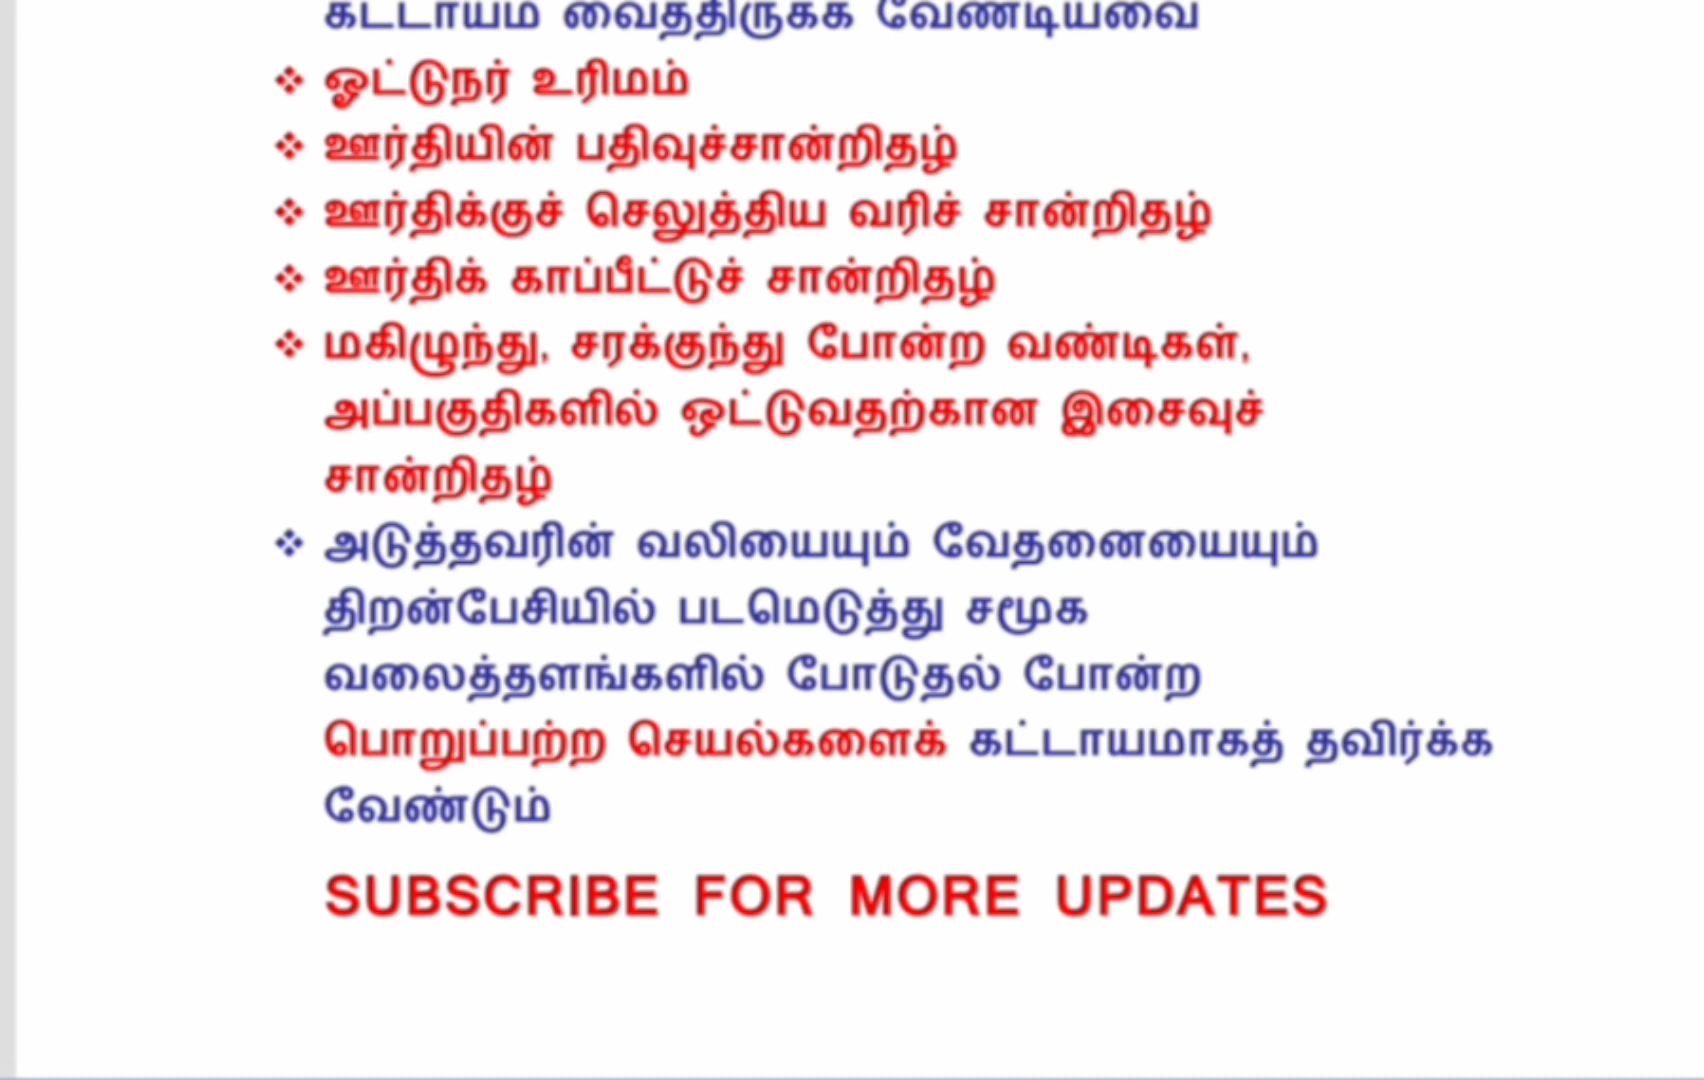 கட்டாயம் வைத்திருக்க வேண்டியவை
❖ ஓட்டுநர் உரிமம்
❖ ஊர்தியின் பதிவுச்சான்றிதழ்
❖ ஊர்திக்குச் செலுத்திய வரிச் சான்றிதழ்
❖ ஊர்திக் காப்பீட்டுச் சான்றிதழ்
❖ மகிழுந்து, சரக்குந்து போன்ற வண்டிகள்,
அப்பகுதிகளில் ஒட்டுவதற்கான இசைவுச்
சான்றிதழ்
❖ அடுத்தவரின் வலியையும் வேதனையையும்
திறன்பேசியில் படமெடுத்து சமூக
வலைத்தளங்களில் போடுதல் போன்ற
பொறுப்பற்ற செயல்களைக் கட்டாயமாகத் தவிர்க்க
வேண்டும்
SUBSCRIBE FOR MORE UPDATES